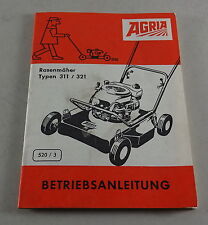 AGRIA
Rasenmäher
Typen 311 / 321
520 / 3
BETRIEBSANLEITUNG